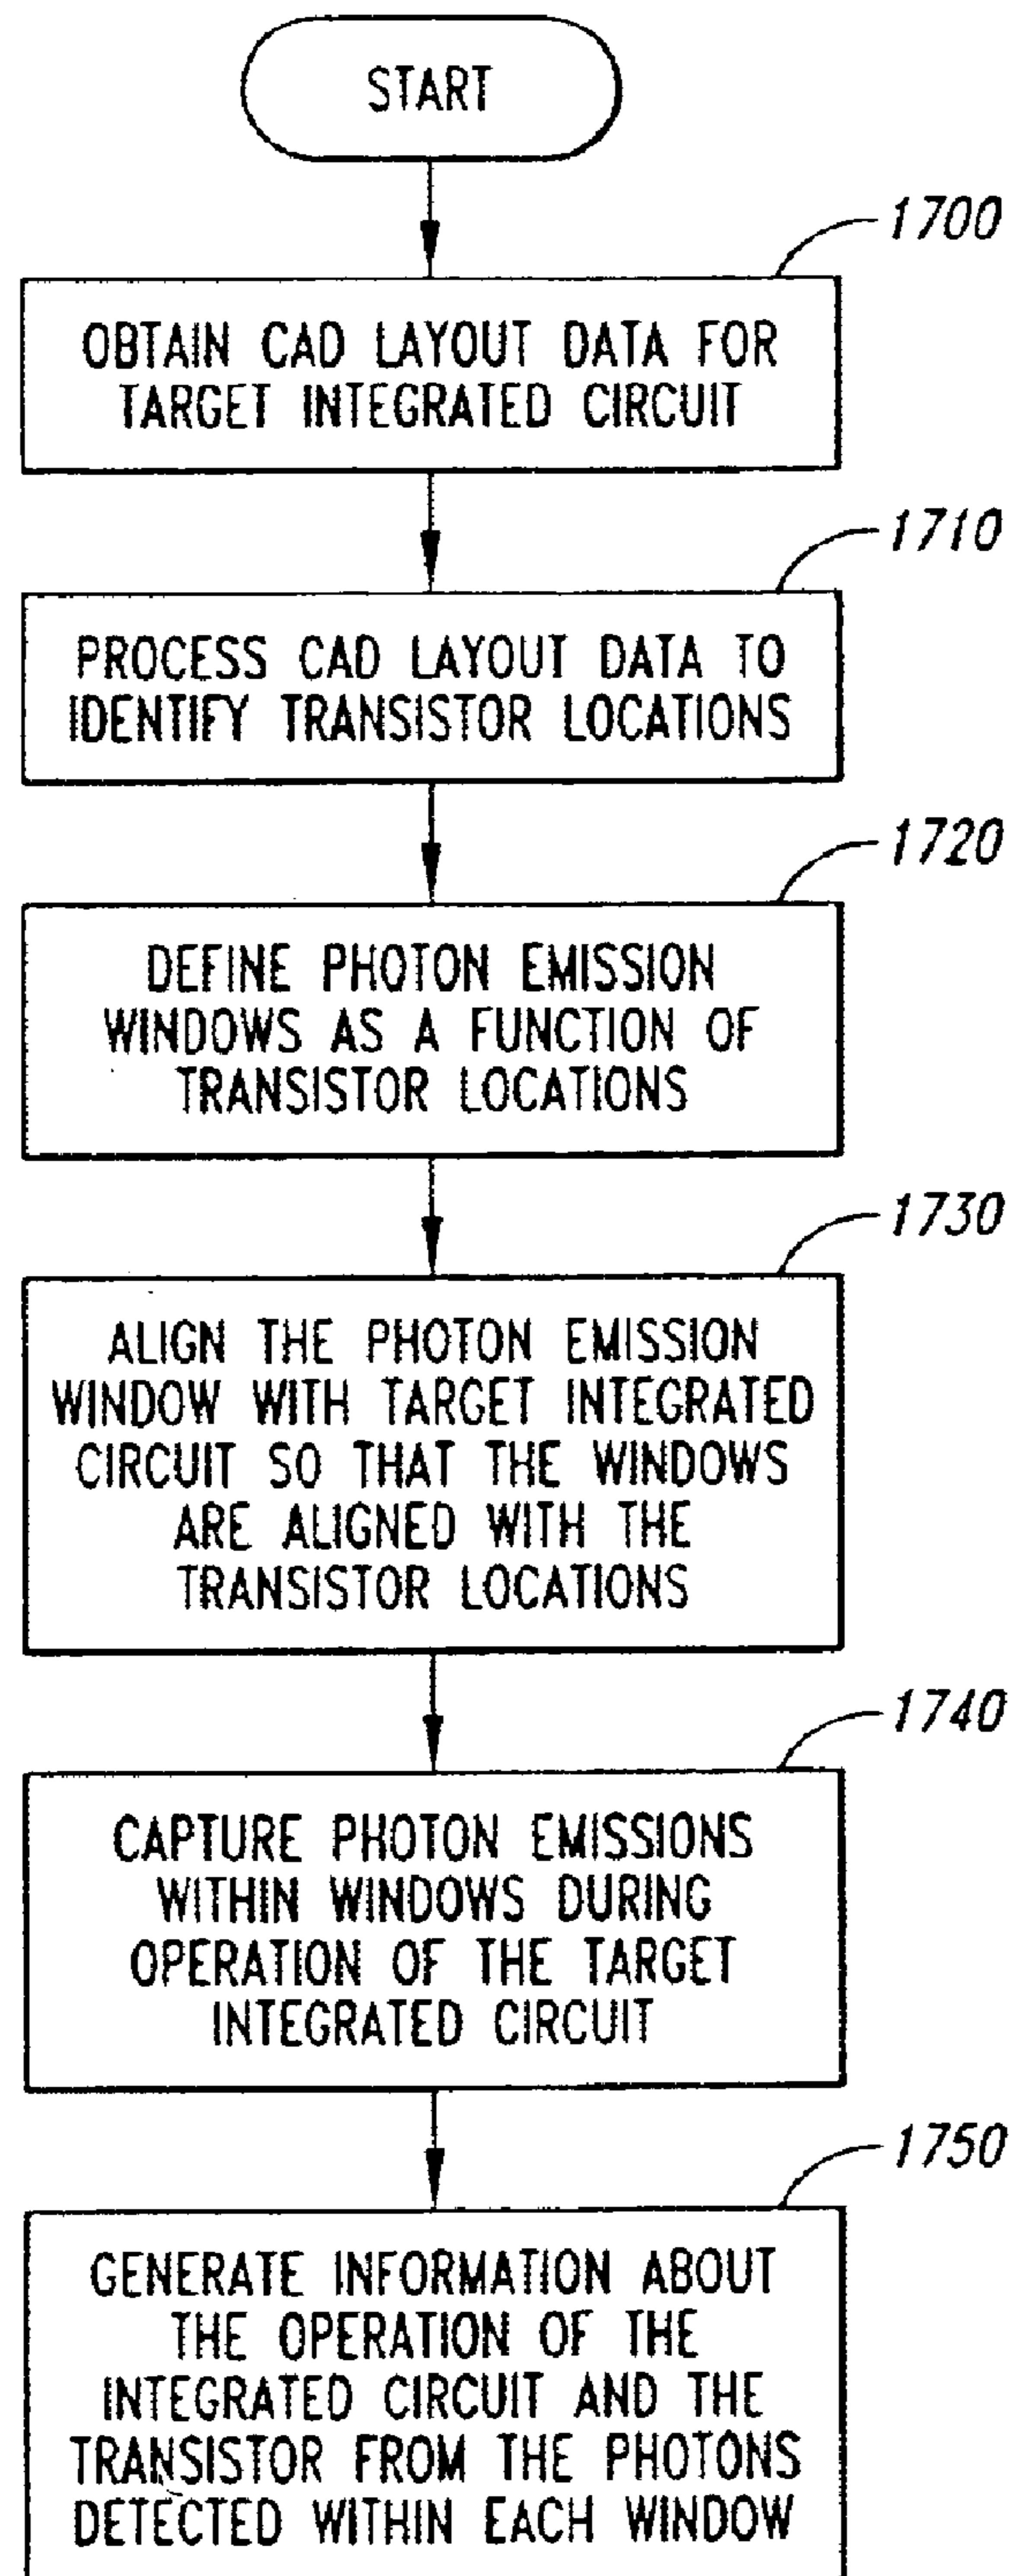 START
1700
OBTAIN CAD LAYOUT DATA FOR
TARGET INTEGRATED CIRCUIT
1710
PROCESS CAD LAYOUT DATA TO
IDENTIFY TRANSISTOR LOCATIONS
1720
DEFINE PHOTON EMISSION
WINDOWS AS A FUNCTION OF
TRANSISTOR LOCATIONS
1730
ALIGN THE PHOTON EMISSION
WINDOW WITH TARGET INTEGRATED
CIRCUIT SO THAT THE WINDOWS
ARE ALIGNED WITH THE
TRANSISTOR LOCATIONS
1740
CAPTURE PHOTON EMISSIONS
WITHIN WINDOWS DURING
OPERATION OF THE TARGET
INTEGRATED CIRCUIT
1750
GENERATE INFORMATION ABOUT
THE OPERATION OF THE
INTEGRATED CIRCUIT AND THE
TRANSISTOR FROM THE PHOTONS
DETECTED WITHIN EACH WINDOW